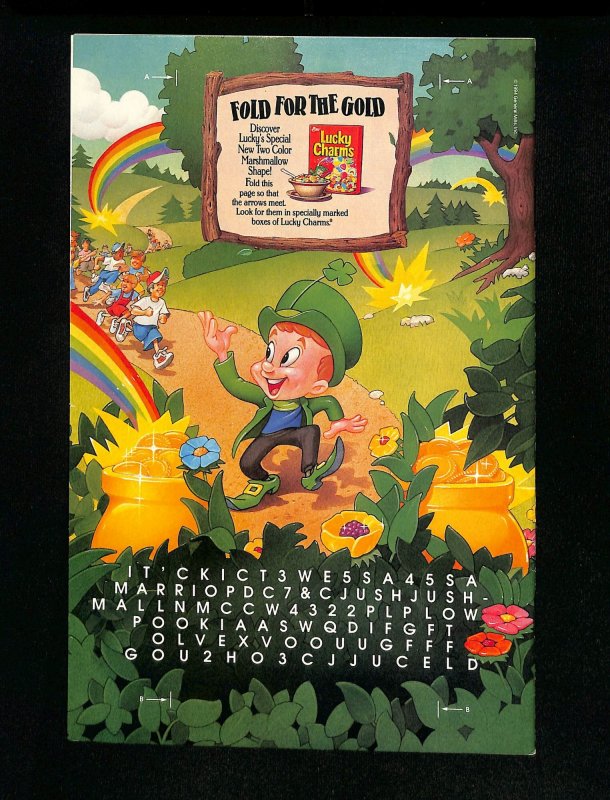 A
A
FOLD FOR THE GOLD
Discover
Lucky's Special
New Two Color
Marshmallow
Shape!
Fold this
page so that
the arrows meet.
Look for them in specially marked
boxes of Lucky Charms.®
Lucky
Charms
IT'CKICT3WE5SA45SA
MARRIOPDC7&CJUSHJUSH-
MALLNMCCW4322PLPLOW
POOKIAASWQDIFGFT
OLVEXVOOUUGFFF
GOU2HO3CJJUCELD
B
B